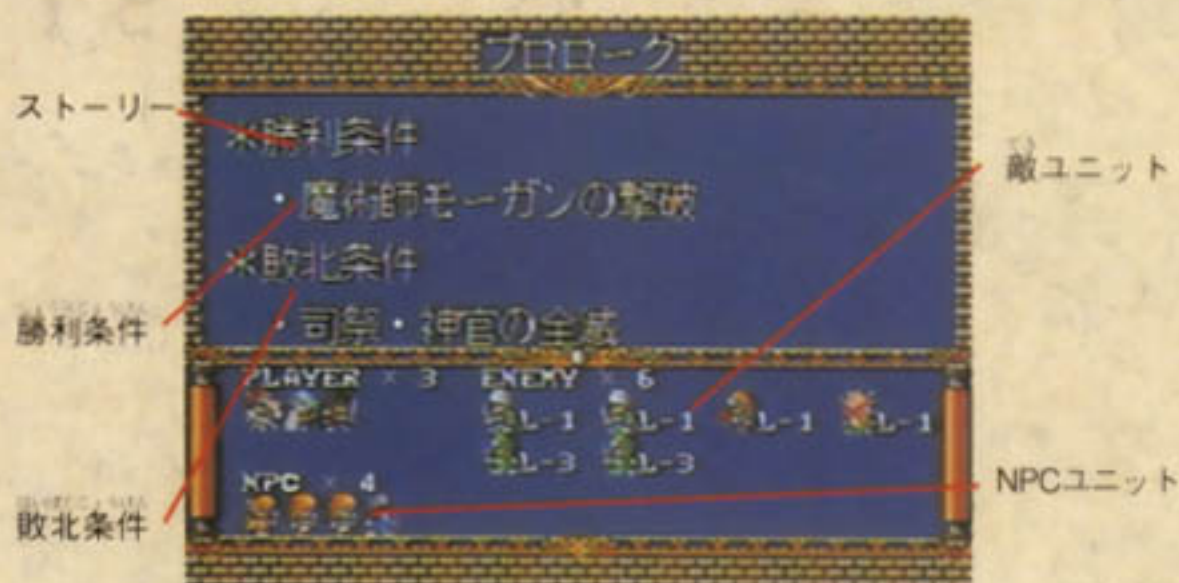 プロローグ
ストーリー
※勝利条件
・魔術師モーガンの撃破
※敗北条件
・司祭・神官の全滅
敵ユニット
勝利条件
PLAYER × 3 ENEMY × 6
L-1 L-1 L-1 L-1
L-3 L-3
NPC × 4
NPCユニット
敗北条件